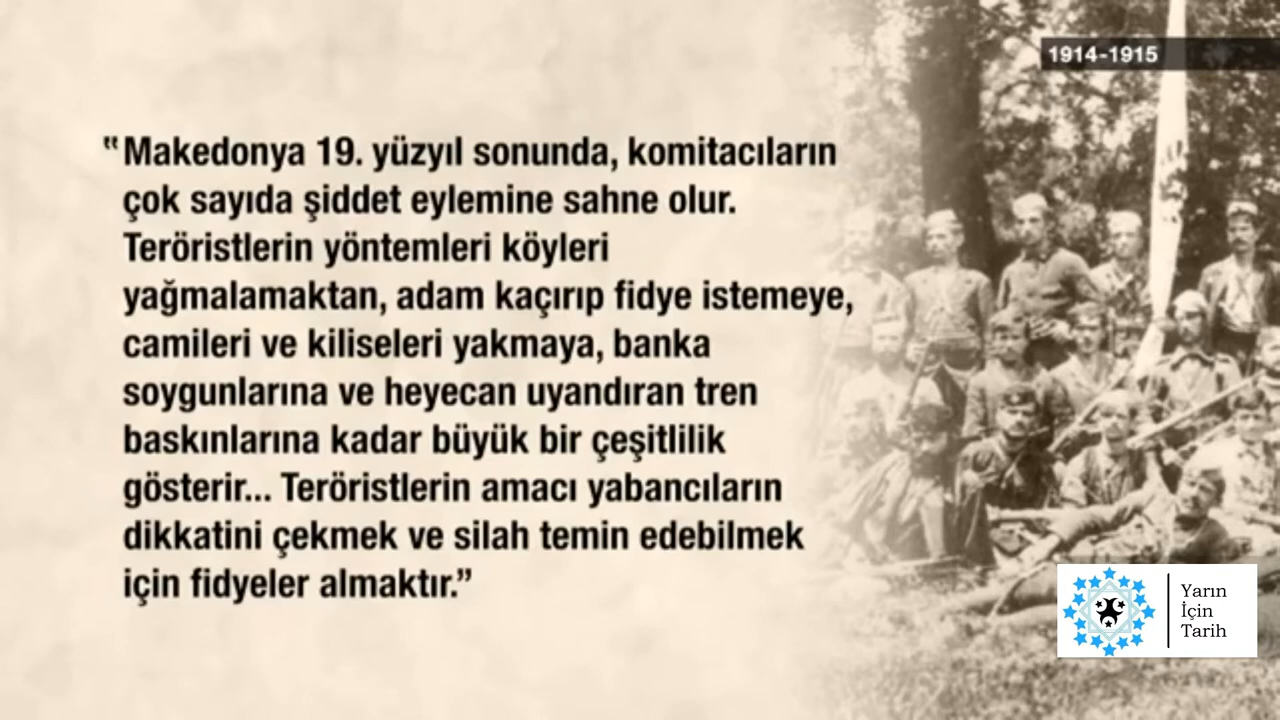 1914-1915
"Makedonya 19. yüzyıl sonunda, komitacıların
çok sayıda şiddet eylemine sahne olur.
Teröristlerin yöntemleri köyleri
yağmalamaktan, adam kaçırıp fidye istemeye,
camileri ve kiliseleri yakmaya, banka
soygunlarına ve heyecan uyandıran tren
baskınlarına kadar büyük bir çeşitlilik
gösterir... Teröristlerin amacı yabancıların
dikkatini çekmek ve silah temin edebilmek
için fidyeler almaktır.”
Yarın
İçin
Tarih